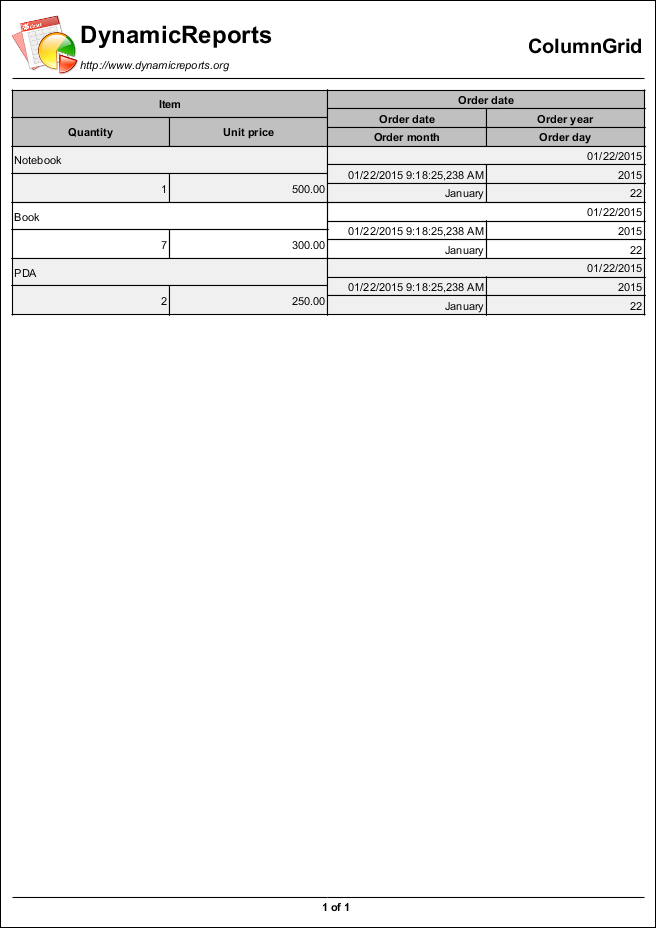 DynamicReports
http://www.dynamicreports.org
ColumnGrid
Item
Order date
Order date Order year
Quantity Unit price
Order month Order day
Notebook
01/22/2015
01/22/2015 9:18:25,238 AM 2015
1 500.00
January 22
Book
01/22/2015
01/22/2015 9:18:25,238 AM 2015
7 300.00
January 22
PDA
01/22/2015
01/22/2015 9:18:25,238 AM 2015
2 250.00
January 22
1 of 1